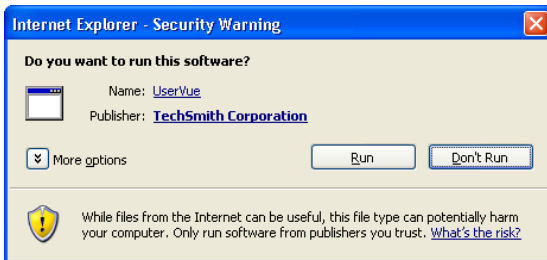 Internet Explorer - Security Warning
Do you want to run this software?
Name: UserVue
Publisher: TechSmith Corporation
More options
Run
Don't Run
While files from the Internet can be useful, this file type can potentially harm
your computer. Only run software from publishers you trust. What's the risk?